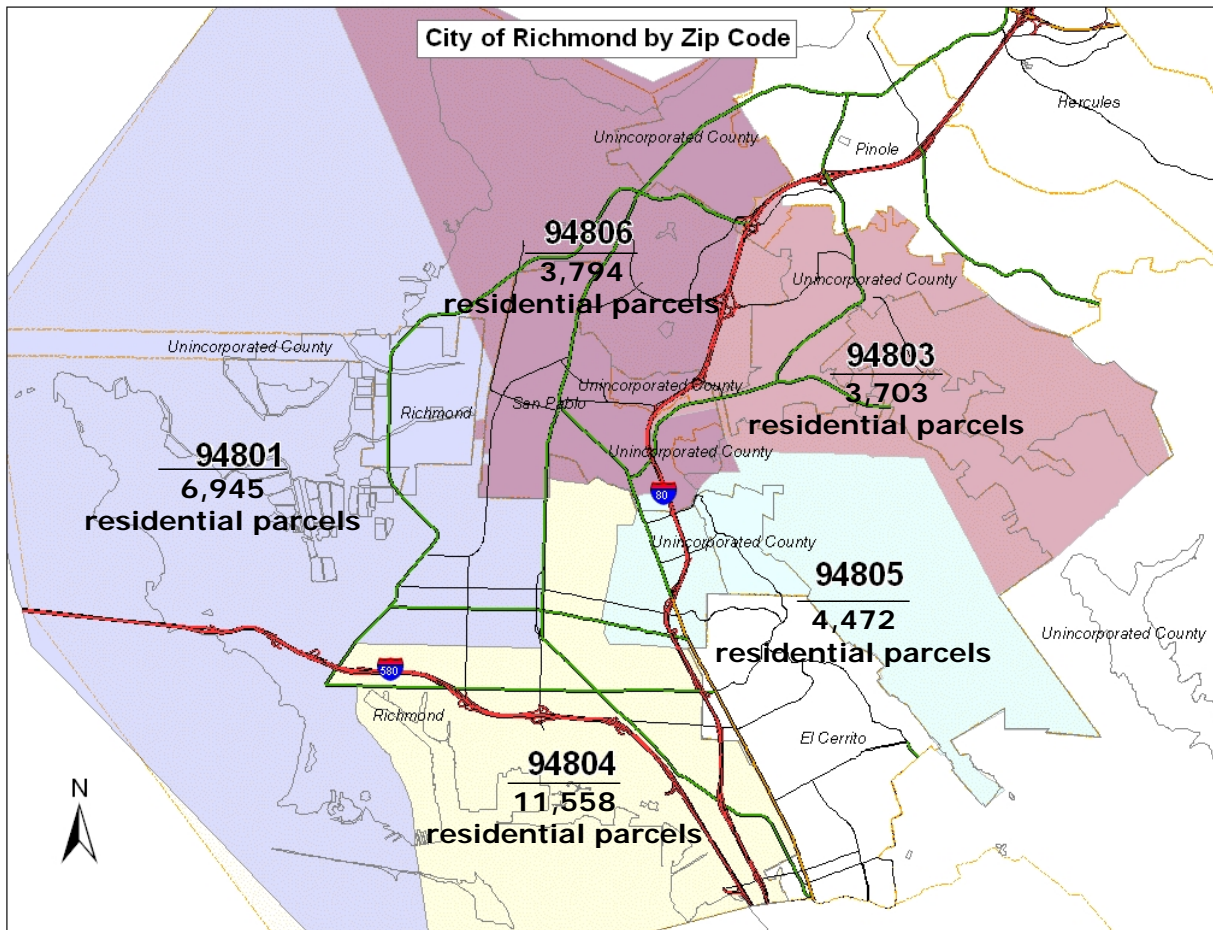 City of Richmond by Zip Code
Hercules
Unincorporated County
Pinole
94806
3,794
residential parcels
Unincorporated County
Unincorporated County
94803
3,703
residential parcels
Unincorporated County
San Pablo
Richmond
Unincorporated County
94801
6,945
residential parcels
80
Unincorporated County
94805
4,472
residential parcels
Unincorporated County
580
Richmond
El Cerrito
94804
11,558
residential parcels
N